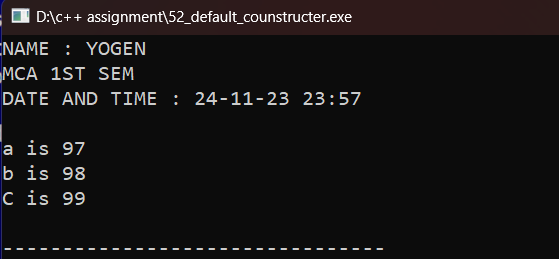 D:\c++ assignment\52_default_counstructer.exe
NAME : YOGEN
MCA 1ST SEM
DATE AND TIME : 24-11-23 23:57
a is 97
b is 98
C is 99
--------------------------------